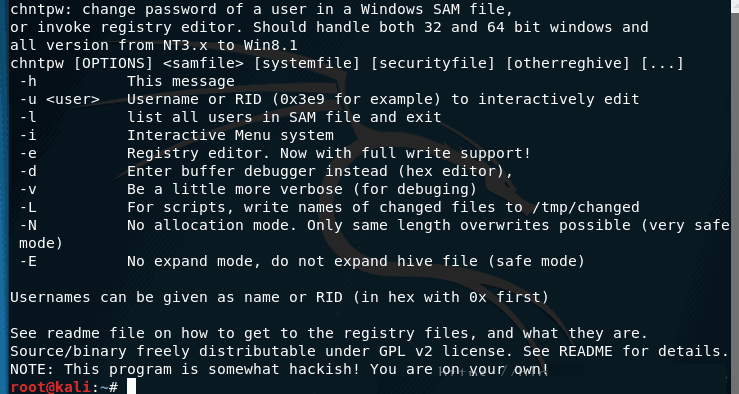 chntpw: change password of a user in a Windows SAM file,
or invoke registry editor. Should handle both 32 and 64 bit windows and
all version from NT3.x to Win8.1
chntpw [OPTIONS] <samfile> [systemfile] [securityfile] [otherreghive] [...]
 -h          This message
 -u <user>   Username or RID (0x3e9 for example) to interactively edit
 -l          list all users in SAM file and exit
 -i          Interactive Menu system
 -e          Registry editor. Now with full write support!
 -d          Enter buffer debugger instead (hex editor),
 -v          Be a little more verbose (for debuging)
 -L          For scripts, write names of changed files to /tmp/changed
 -N          No allocation mode. Only same length overwrites possible (very safe
 mode)
 -E          No expand mode, do not expand hive file (safe mode)
Usernames can be given as name or RID (in hex with 0x first)
See readme file on how to get to the registry files, and what they are.
Source/binary freely distributable under GPL v2 license. See README for details.
NOTE: This program is somewhat hackish! You are on your own!
root@kali:~#